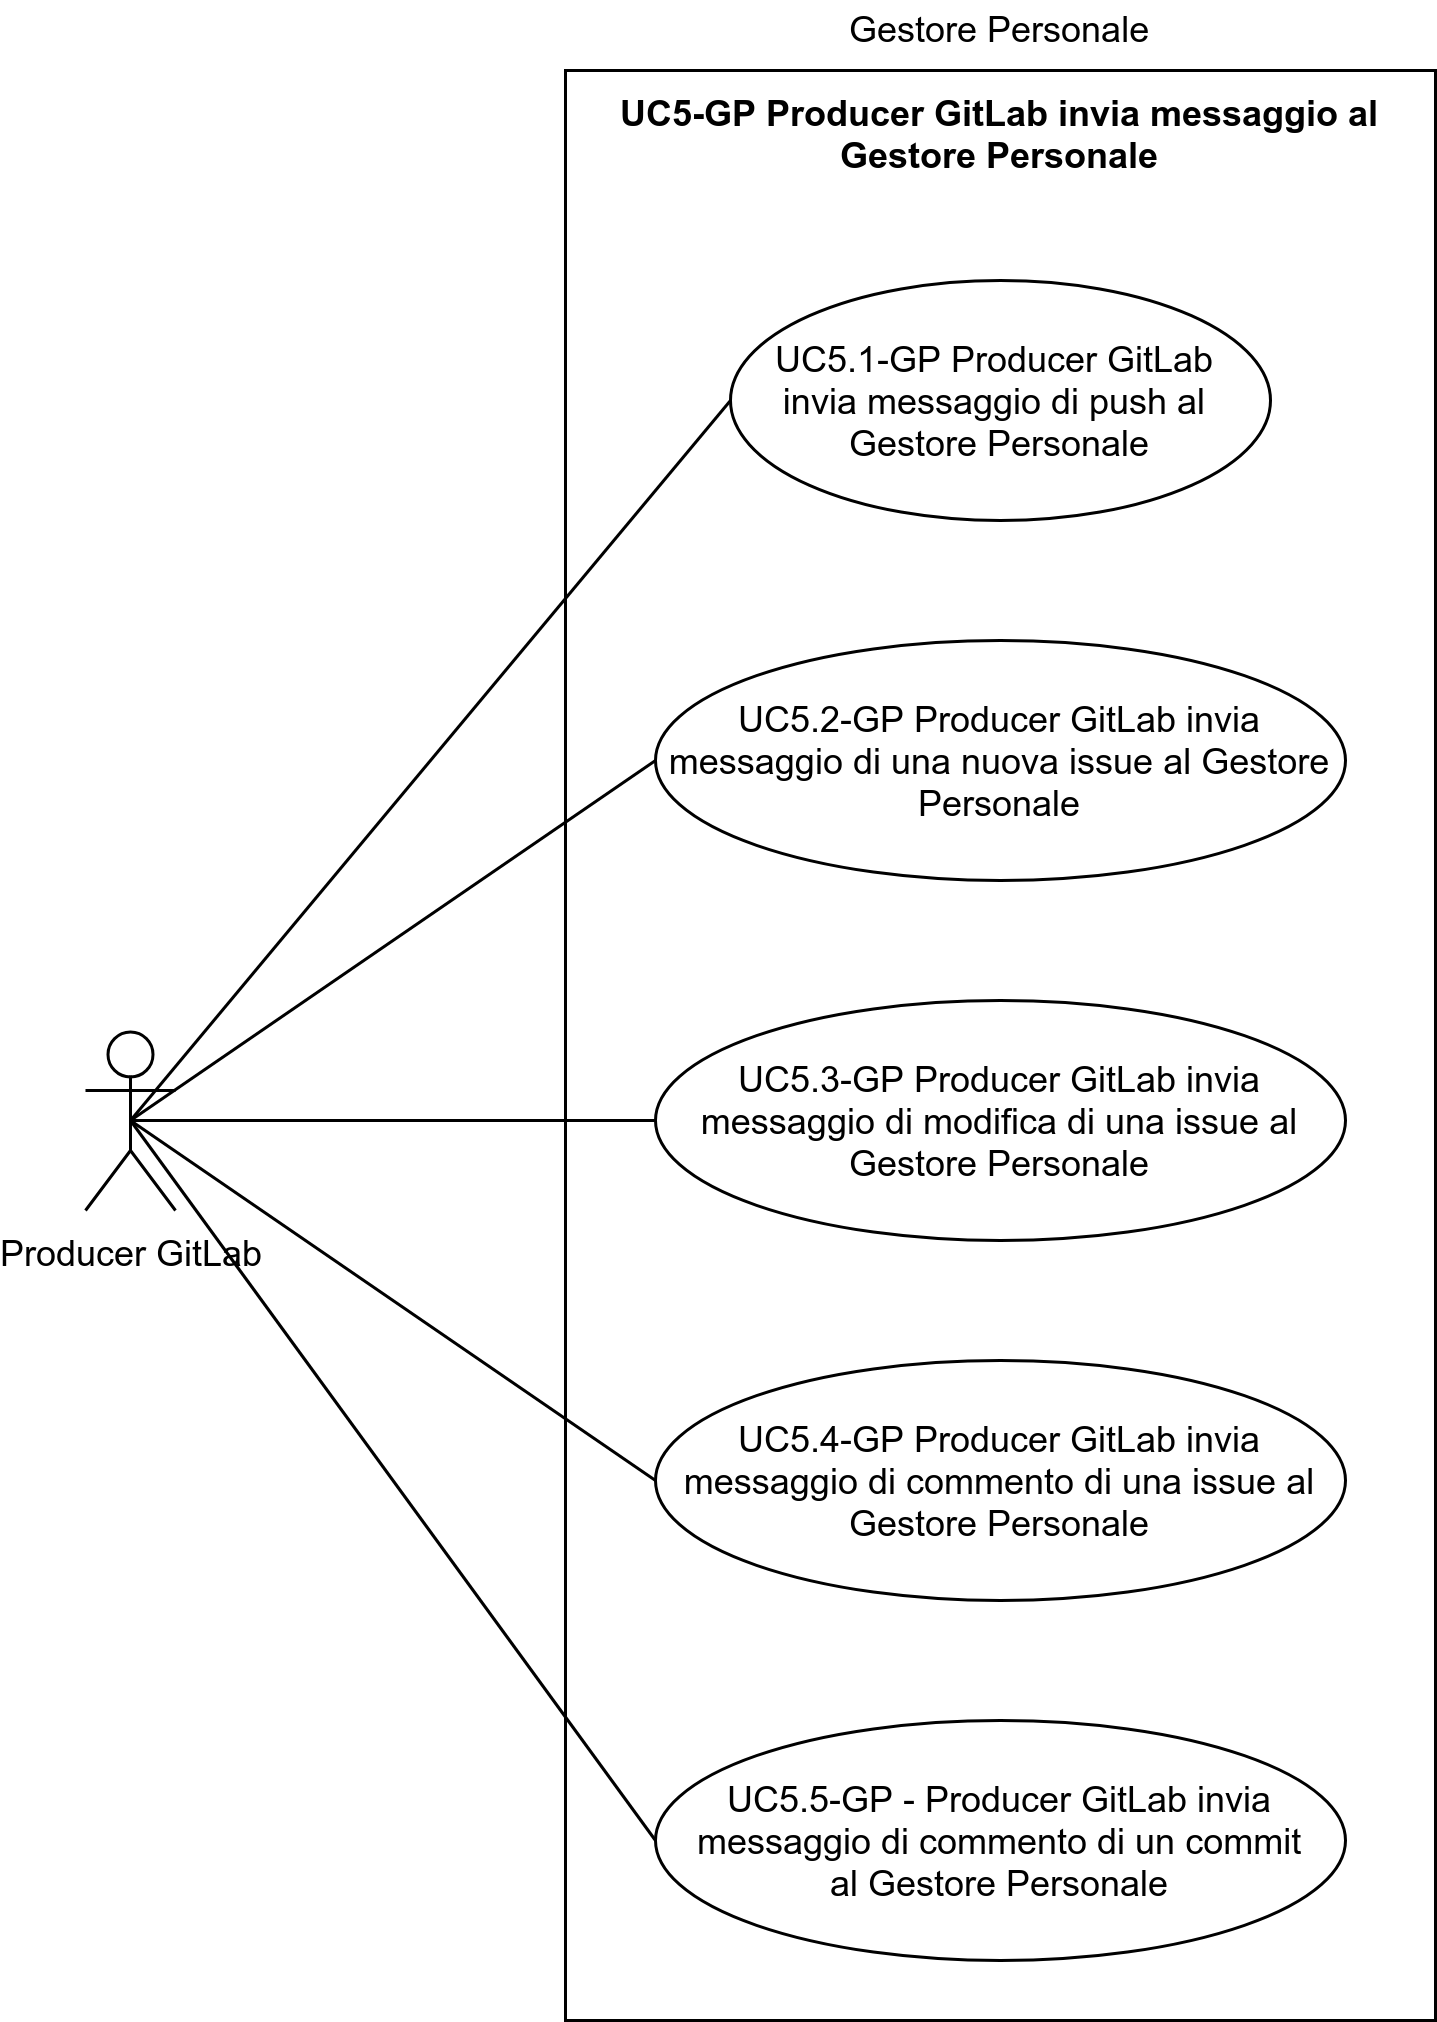 Gestore Personale
UC5-GP Producer GitLab invia messaggio al
Gestore Personale
UC5.1-GP Producer GitLab
invia messaggio di push al
Gestore Personale
UC5.2-GP Producer GitLab invia
messaggio di una nuova issue al Gestore
Personale
UC5.3-GP Producer GitLab invia
messaggio di modifica di una issue al
Gestore Personale
Producer GitLab
UC5.4-GP Producer GitLab invia
messaggio di commento di una issue al
Gestore Personale
UC5.5-GP - Producer GitLab invia
messaggio di commento di un commit
al Gestore Personale